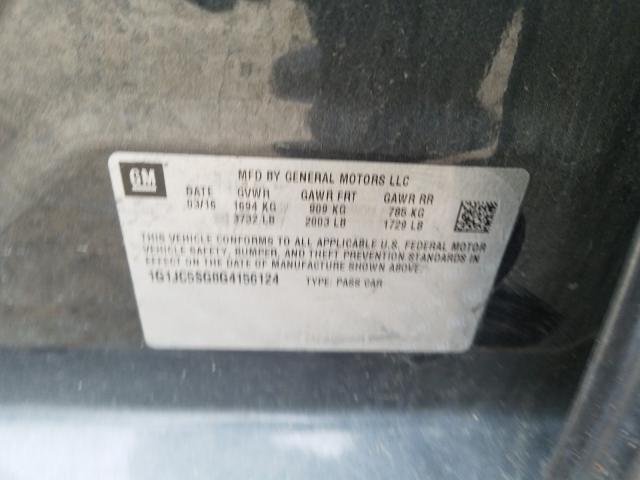 GM
MFD BY GENERAL MOTORS LLC
DATE GVWR GAWR FRT GAWR RR
03/16 1694 KG 909 KG 785 KG
3732 LB 2003 LB 1729 LB
THIS VEHICLE CONFORMS TO ALL APPLICABLE U.S. FEDERAL MOTOR
VEHICLE SAFETY, BUMPER, AND THEFT PREVENTION STANDARDS IN
EFFECT ON THE DATE OF MANUFACTURE SHOWN ABOVE.
1G1JC5SG8G4156124 TYPE: PASS CAR